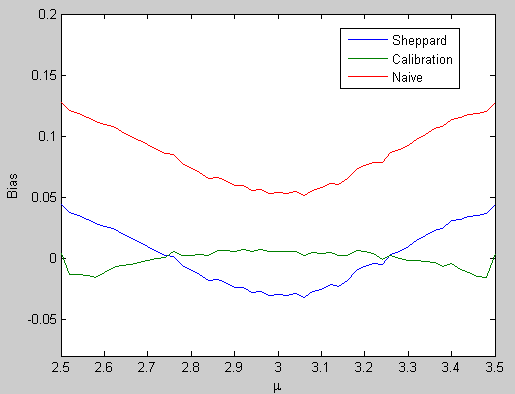 0.2
0.15
0.1
0.05
0
-0.05
Bias
Sheppard
Calibration
Naive
2.5 2.6 2.7 2.8 2.9 3 3.1 3.2 3.3 3.4 3.5
μ